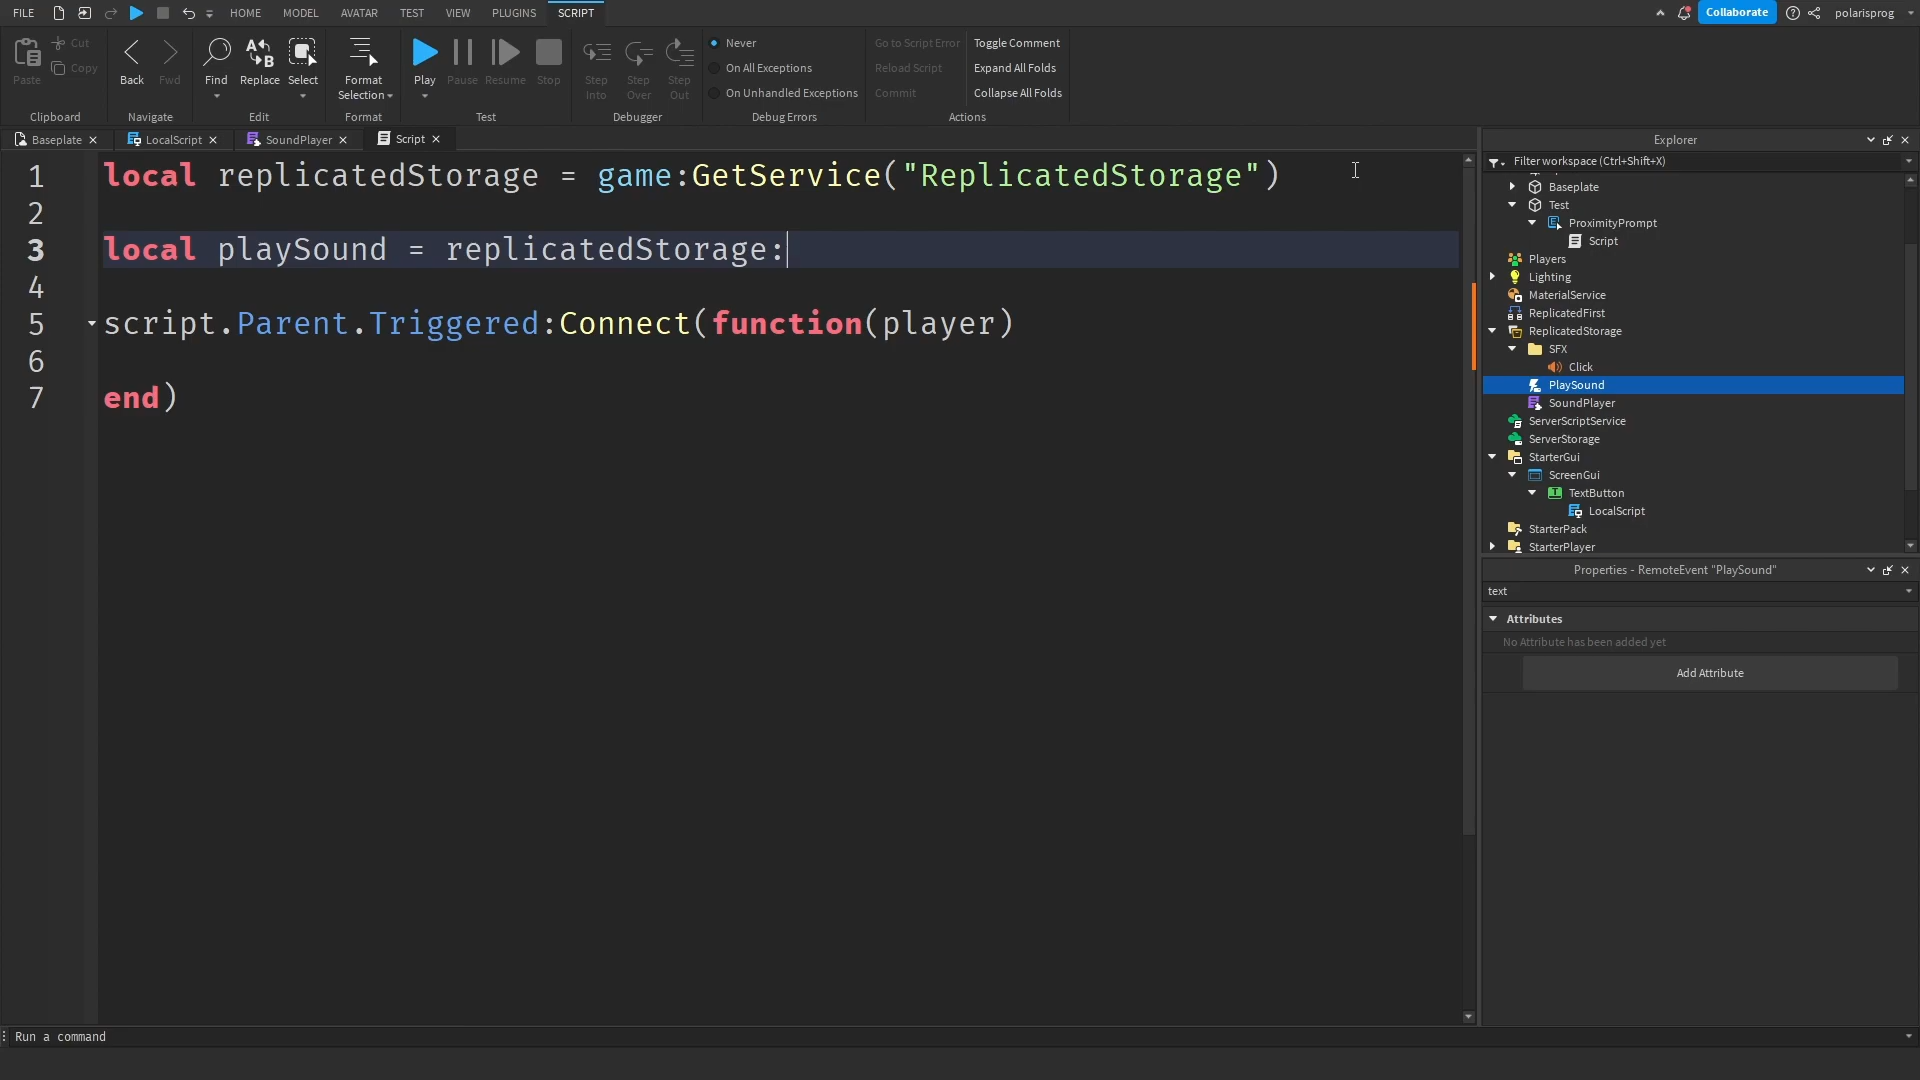 FILE HOME MODEL AVATAR TEST VIEW PLUGINS SCRIPT Collaborate polarisprog
Paste Cut Copy
Clipboard
Back Fwd
Navigate
Find Replace Select
Edit
Format Selection
Format
Play Pause Resume Stop
Test
Step Into Step Over Step Out
Debugger
Never
On All Exceptions
On Unhandled Exceptions
Debug Errors
Go to Script Error Toggle Comment
Reload Script Expand All Folds
Commit Collapse All Folds
Actions
Baseplate LocalScript SoundPlayer Script
1 local replicatedStorage = game:GetService("ReplicatedStorage")
2
3 local playSound = replicatedStorage:
4
5 script.Parent.Triggered:Connect(function(player)
6
7 end)
Explorer
Filter workspace (Ctrl+Shift+X)
Baseplate
Test
ProximityPrompt
Script
Players
Lighting
MaterialService
ReplicatedFirst
ReplicatedStorage
SFX
Click
PlaySound
SoundPlayer
ServerScriptService
ServerStorage
StarterGui
ScreenGui
TextButton
LocalScript
StarterPack
StarterPlayer
Properties - RemoteEvent "PlaySound"
text
Attributes
No Attribute has been added yet
Add Attribute
Run a command